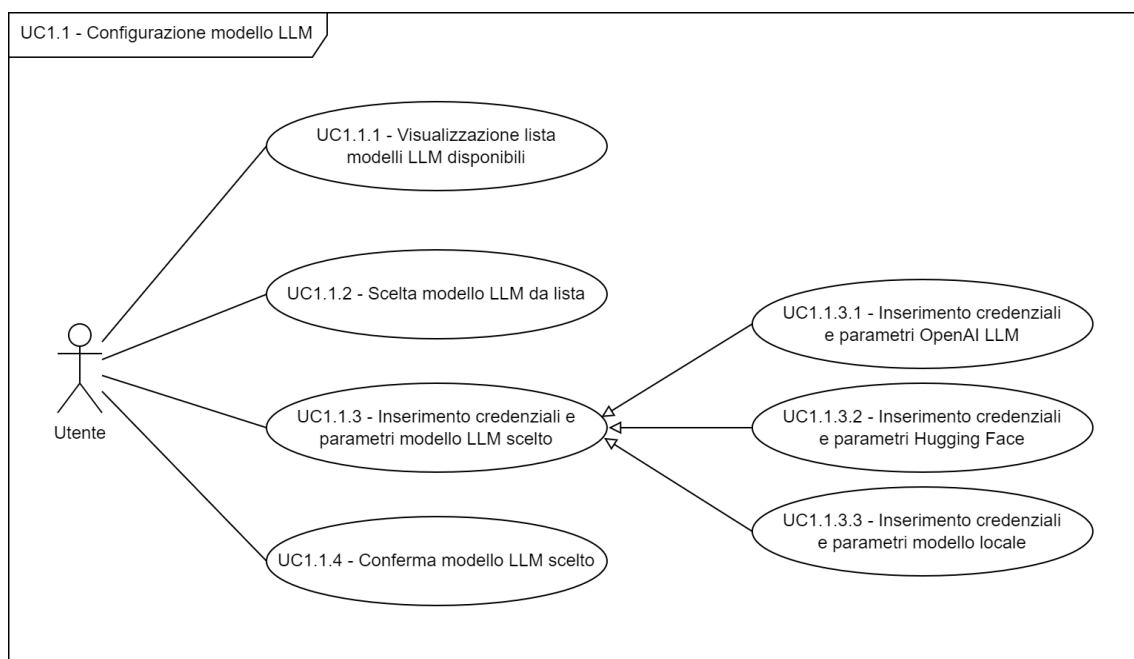 UC1.1 - Configurazione modello LLM
UC1.1.1 - Visualizzazione lista
modelli LLM disponibili
UC1.1.2 - Scelta modello LLM da lista
UC1.1.3 - Inserimento credenziali e
parametri modello LLM scelto
UC1.1.4 - Conferma modello LLM scelto
Utente
UC1.1.3.1 - Inserimento credenziali
e parametri OpenAI LLM
UC1.1.3.2 - Inserimento credenziali
e parametri Hugging Face
UC1.1.3.3 - Inserimento credenziali
e parametri modello locale